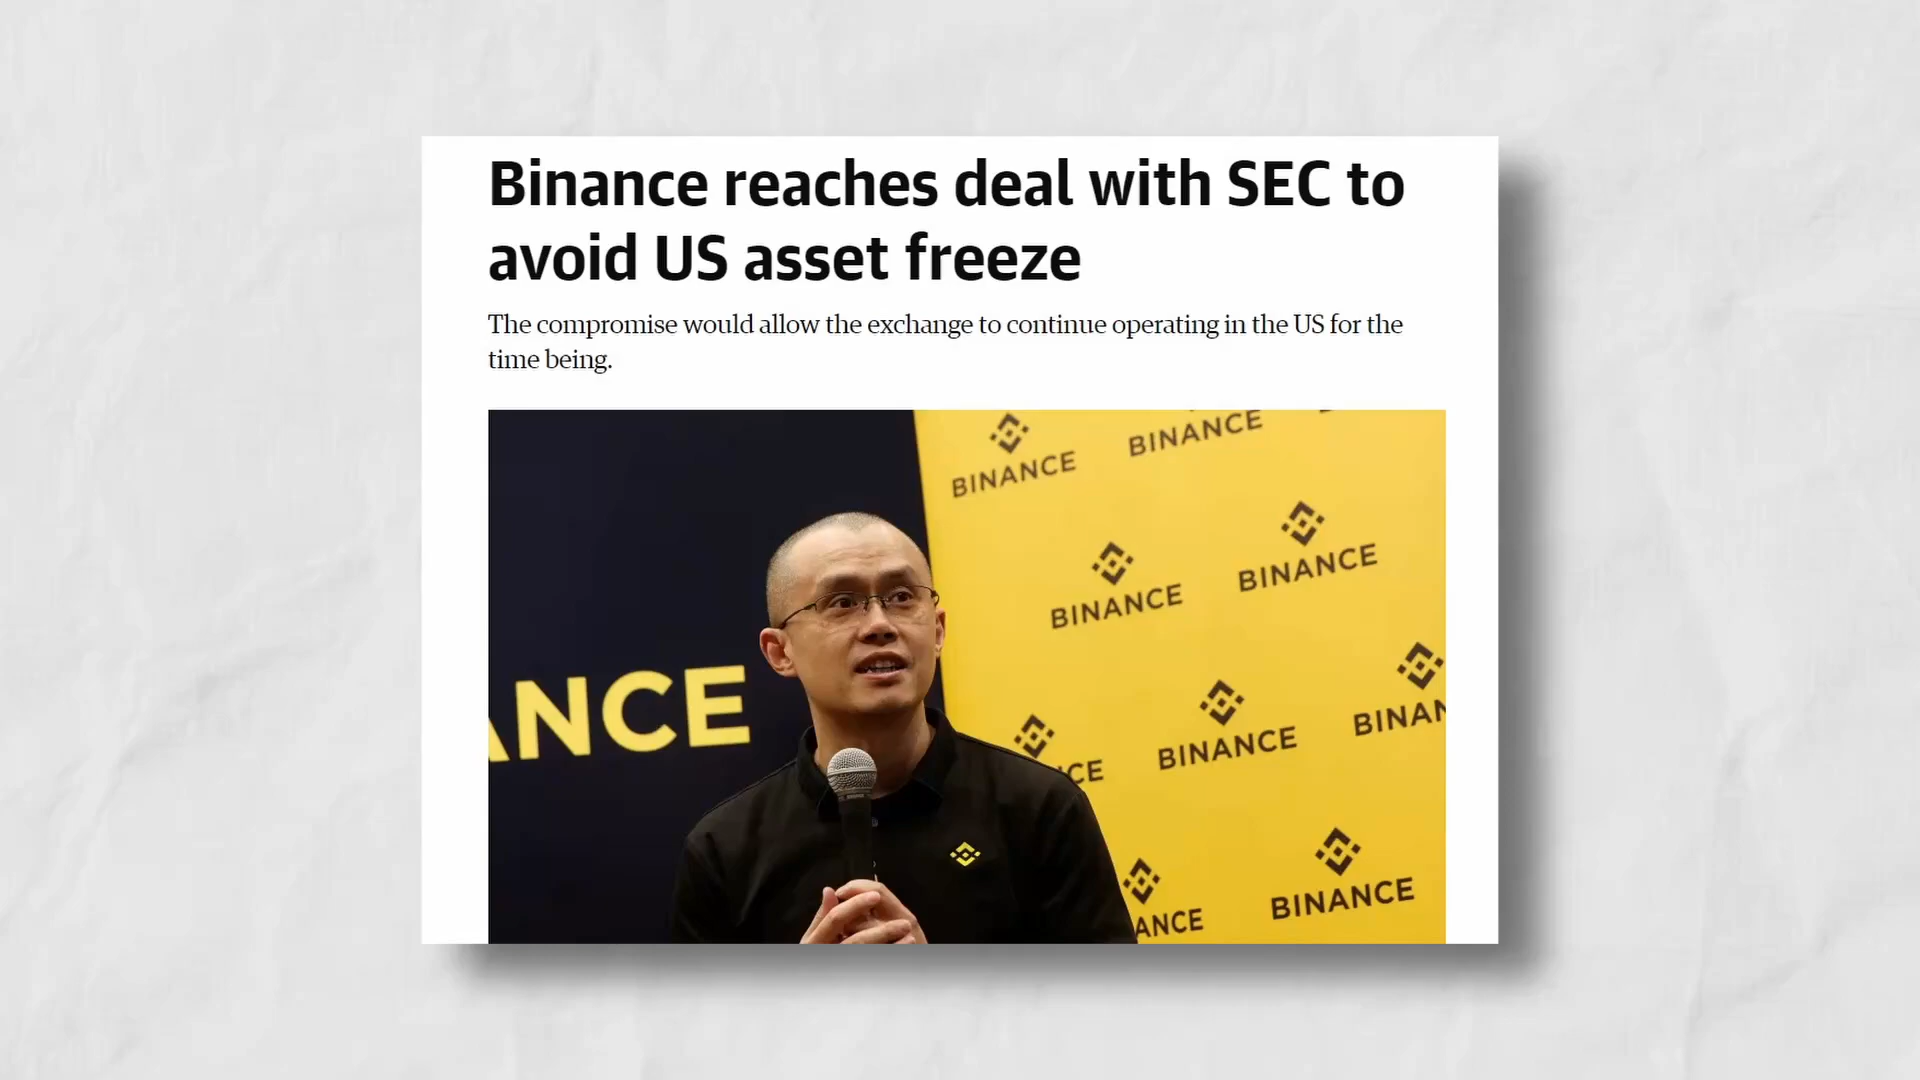 Binance reaches deal with SEC to
avoid US asset freeze
The compromise would allow the exchange to continue operating in the US for the
time being.
BINANCE
BINANCE
BINANCE
BINANCE
ANCE
BINAN
BINANCE
CE
BINANCE
ANCE